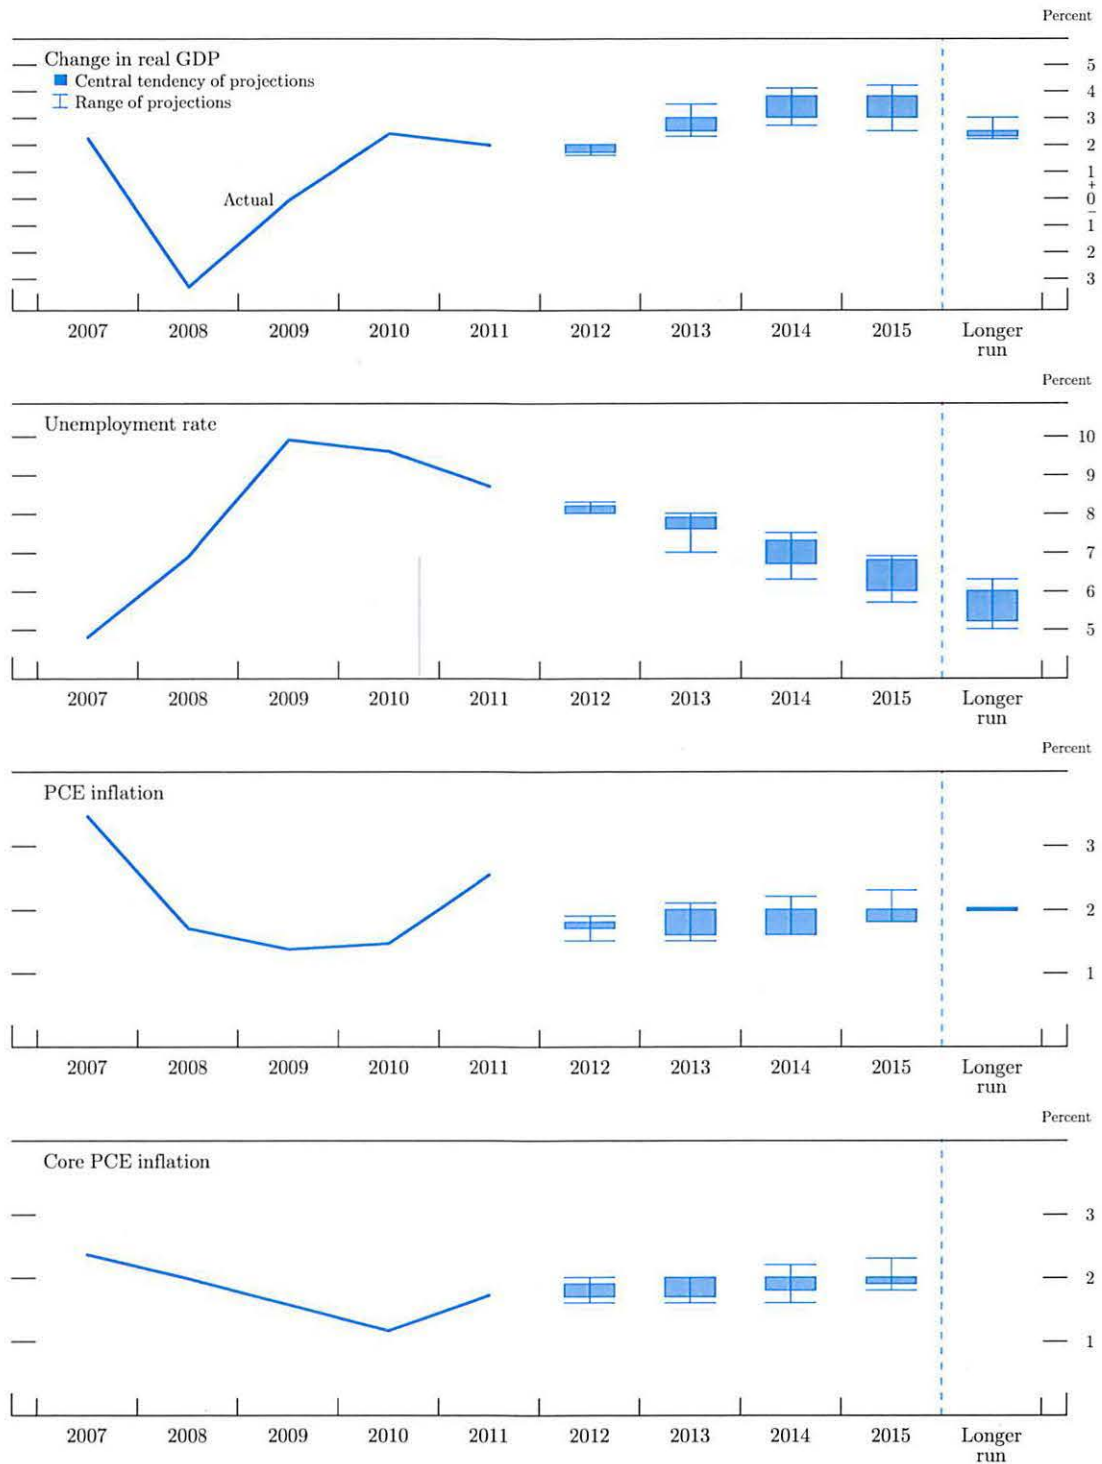 Percent
Change in real GDP
Central tendency of projections
Range of projections
Actual
5
4
3
2
1
+
0
−
1
2
3
2007 2008 2009 2010 2011 2012 2013 2014 2015 Longer
run
Percent
Unemployment rate
10
9
8
7
6
5
2007 2008 2009 2010 2011 2012 2013 2014 2015 Longer
run
Percent
PCE inflation
3
2
1
2007 2008 2009 2010 2011 2012 2013 2014 2015 Longer
run
Percent
Core PCE inflation
3
2
1
2007 2008 2009 2010 2011 2012 2013 2014 2015 Longer
run